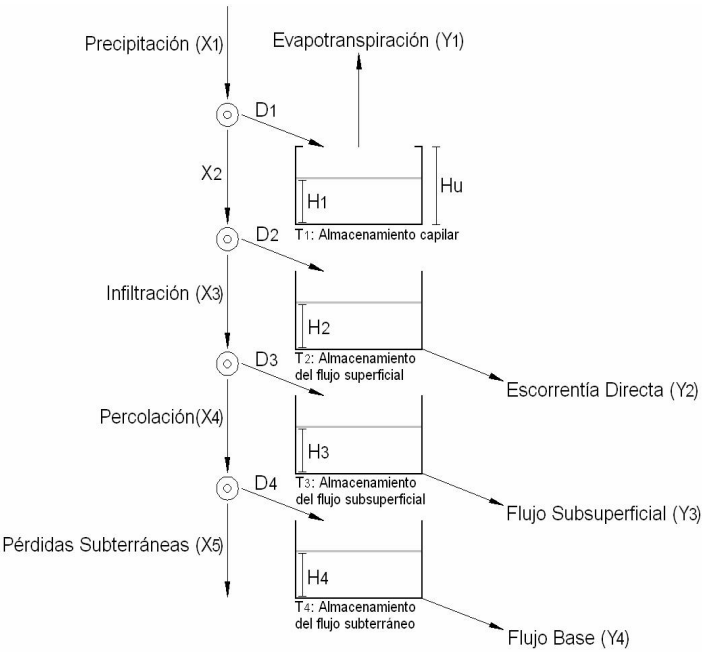 Precipitación (X1)
Evapotranspiración (Y1)
D1
X2
Hu
H1
T1: Almacenamiento capilar
D2
Infiltración (X3)
H2
D3
T2: Almacenamiento
del flujo superficial
Escorrentía Directa (Y2)
Percolación(X4)
H3
D4
T3: Almacenamiento
del flujo subsuperficial
Flujo Subsuperficial (Y3)
Pérdidas Subterráneas (X5)
H4
T4: Almacenamiento
del flujo subterráneo
Flujo Base (Y4)